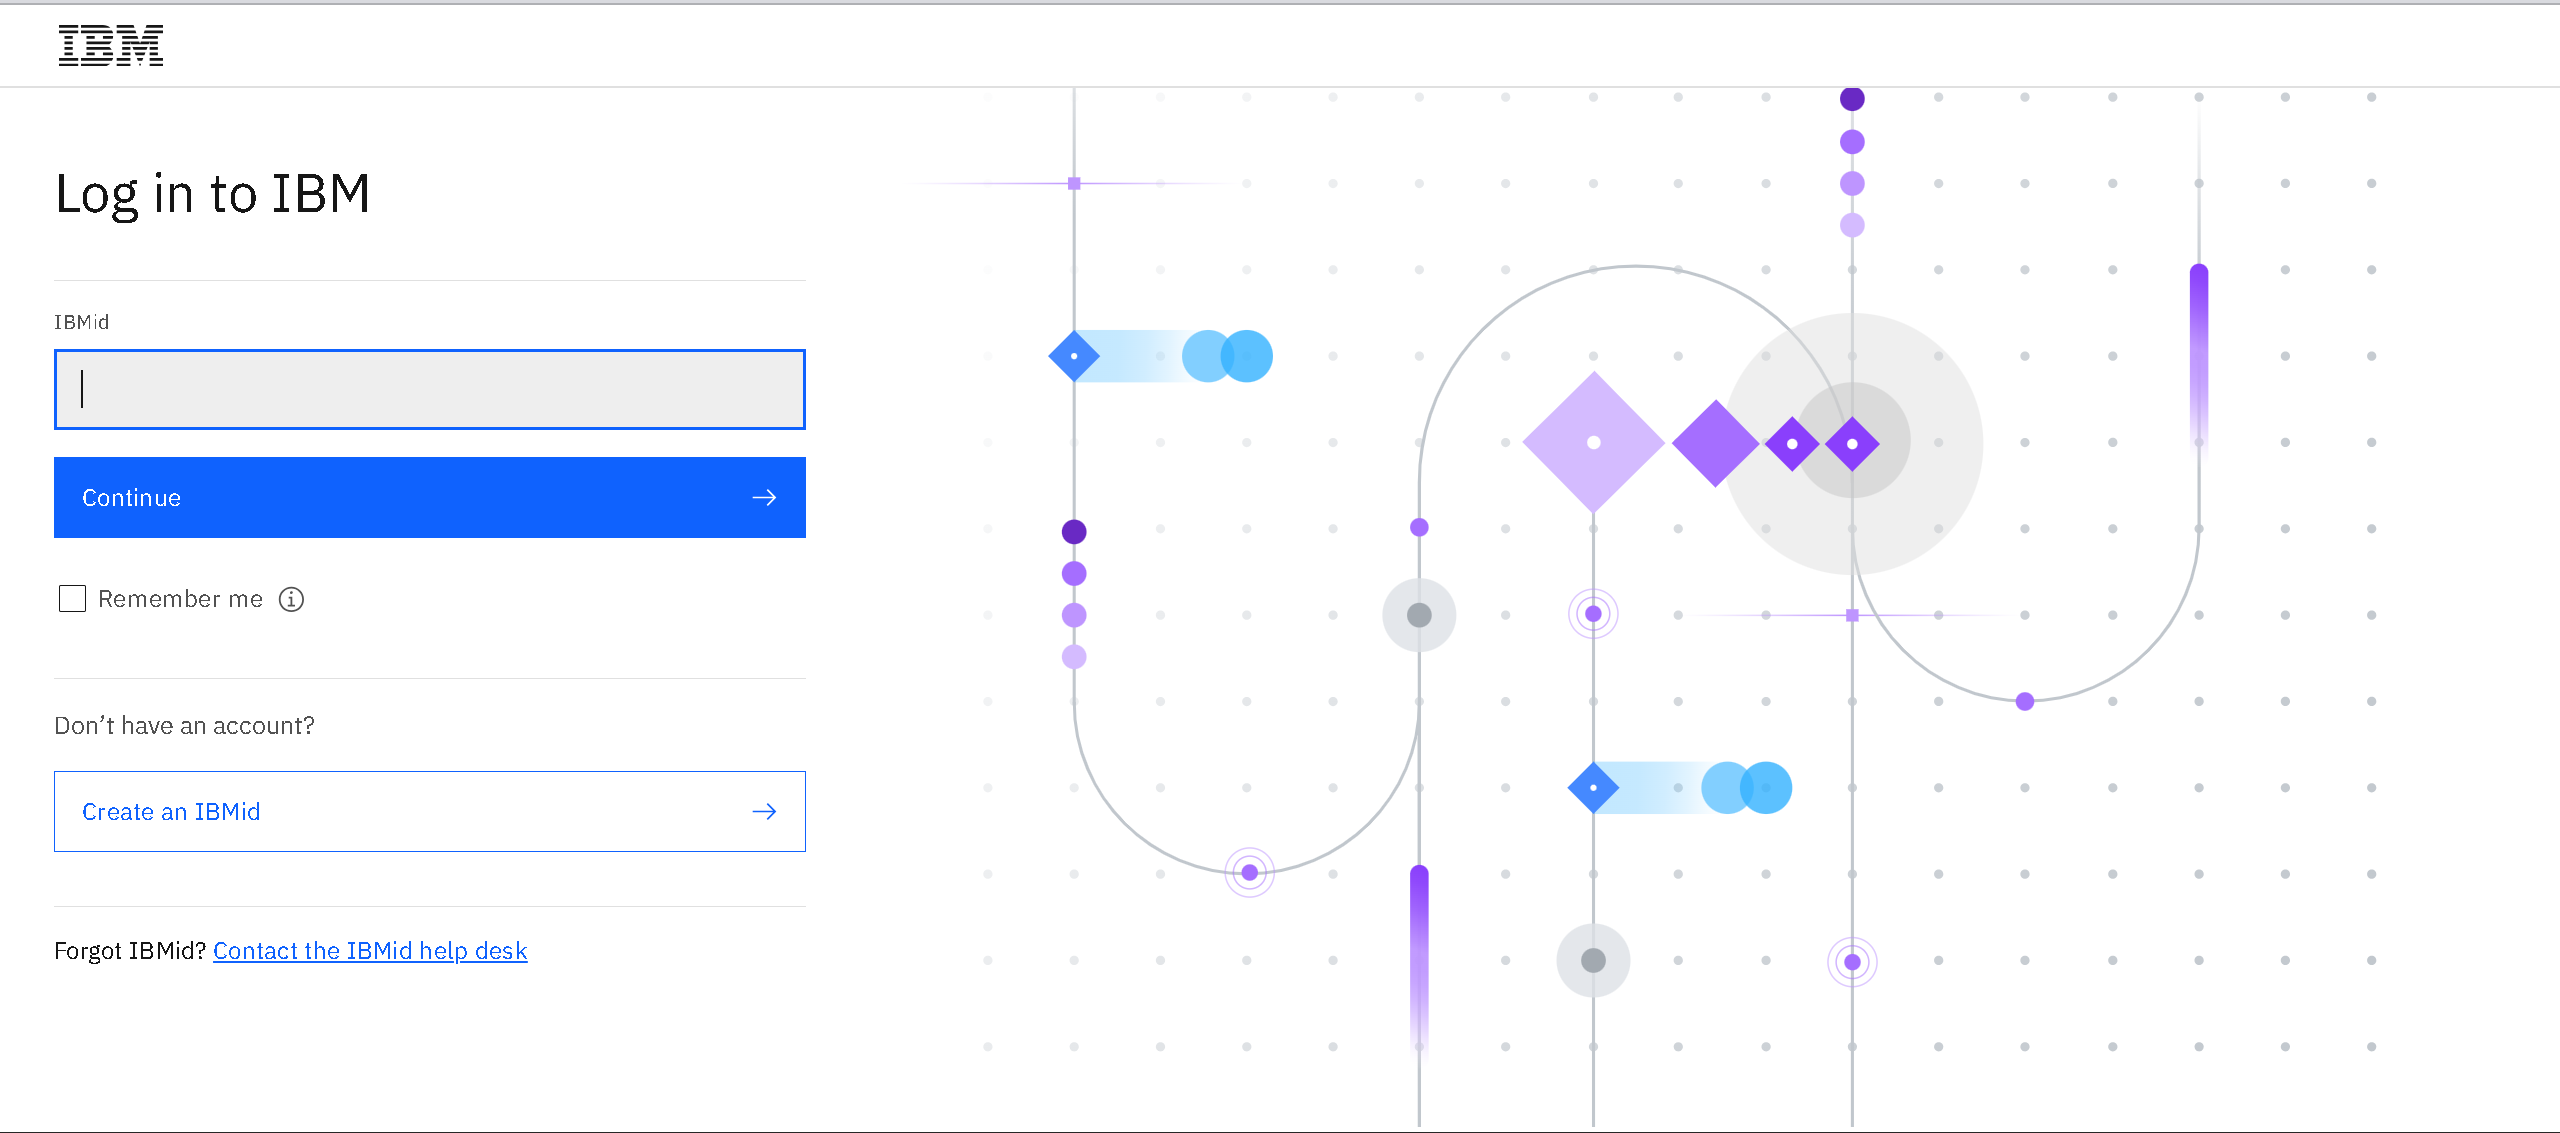 IBM
Log in to IBM
IBMid
Continue
Remember me
Don’t have an account?
Create an IBMid
Forgot IBMid? Contact the IBMid help desk